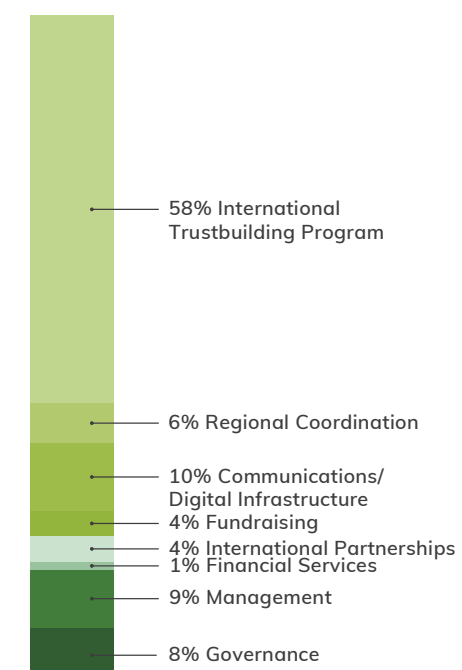 58% International
Trustbuilding Program
6% Regional Coordination
10% Communications/
Digital Infrastructure
4% Fundraising
4% International Partnerships
1% Financial Services
9% Management
8% Governance